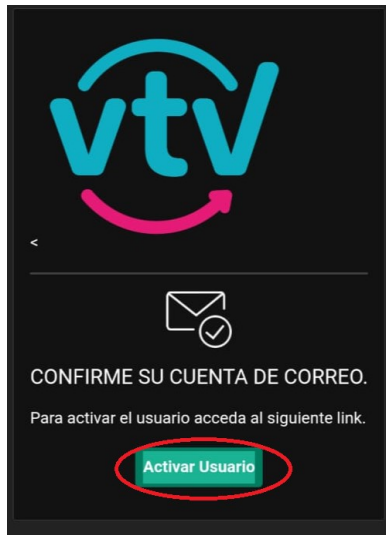 vtv
<
CONFIRME SU CUENTA DE CORREO.
Para activar el usuario acceda al siguiente link.
Activar Usuario